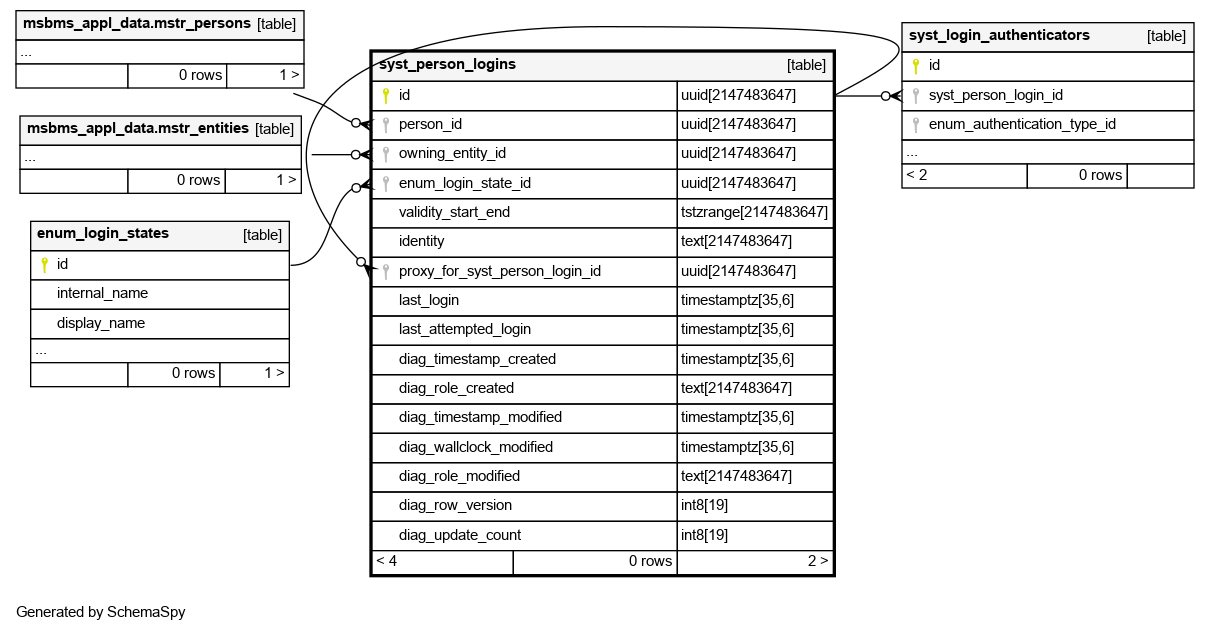 msbms_appl_data.mstr_persons [table]
...
0 rows 1 >
msbms_appl_data.mstr_entities [table]
...
0 rows 1 >
enum_login_states [table]
id
internal_name
display_name
...
0 rows 1 >
syst_person_logins [table]
id uuid[2147483647]
person_id uuid[2147483647]
owning_entity_id uuid[2147483647]
enum_login_state_id uuid[2147483647]
validity_start_end tstzrange[2147483647]
identity text[2147483647]
proxy_for_syst_person_login_id uuid[2147483647]
last_login timestamptz[35,6]
last_attempted_login timestamptz[35,6]
diag_timestamp_created timestamptz[35,6]
diag_role_created text[2147483647]
diag_timestamp_modified timestamptz[35,6]
diag_wallclock_modified timestamptz[35,6]
diag_role_modified text[2147483647]
diag_row_version int8[19]
diag_update_count int8[19]
< 4 0 rows 2 >
syst_login_authenticators [table]
id
syst_person_login_id
enum_authentication_type_id
...
< 2 0 rows
Generated by SchemaSpy